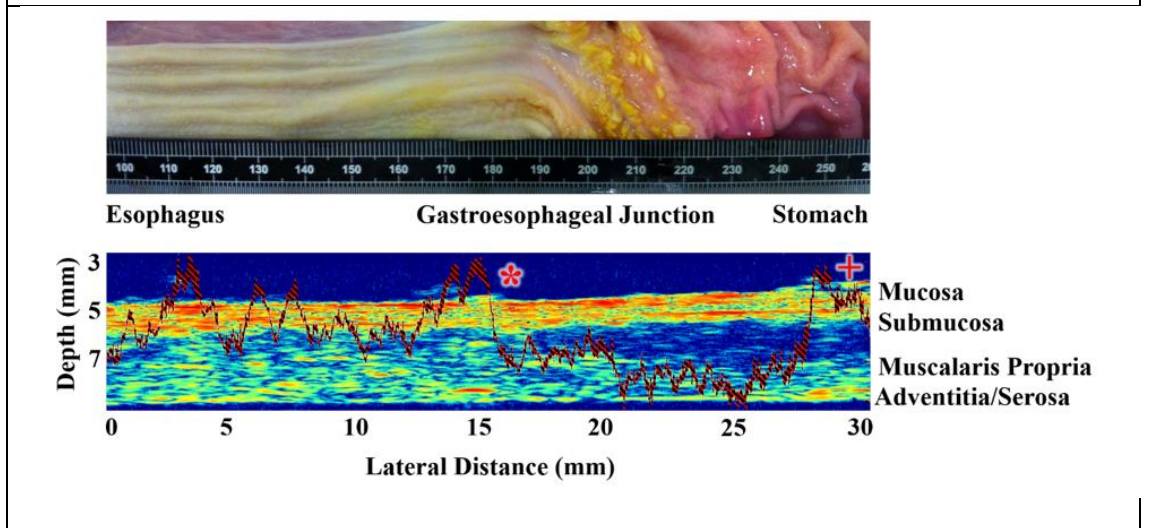 100 110 120 130 140 150 160 170 180 190 200 210 220 230 240 250
Esophagus Gastroesophageal Junction Stomach
Depth (mm)
3
5
7
*
+
Mucosa
Submucosa
Muscalaris Propria
Adventitia/Serosa
0 5 10 15 20 25 30
Lateral Distance (mm)